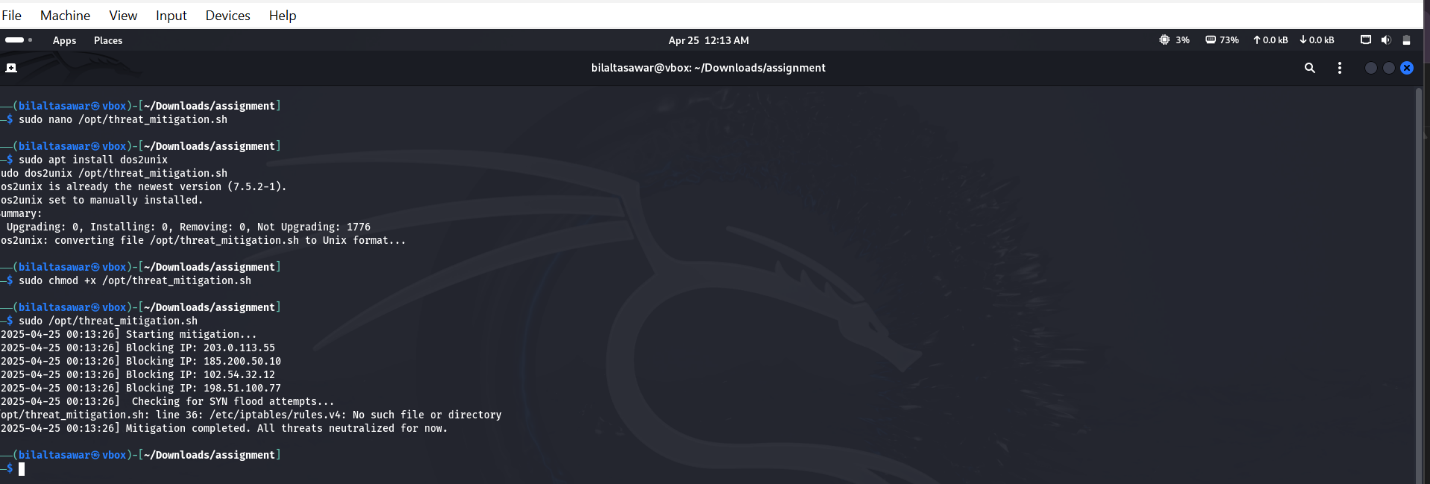 File Machine View Input Devices Help
Apps Places Apr 25 12:13 AM 3% 73% ↑ 0.0 kB ↓ 0.0 kB
bilaltasawar@vbox: ~/Downloads/assignment
(bilaltasawar㉿vbox)-[~/Downloads/assignment]
$ sudo nano /opt/threat_mitigation.sh
(bilaltasawar㉿vbox)-[~/Downloads/assignment]
$ sudo apt install dos2unix
udo dos2unix /opt/threat_mitigation.sh
os2unix is already the newest version (7.5.2-1).
os2unix set to manually installed.
ummary:
Upgrading: 0, Installing: 0, Removing: 0, Not Upgrading: 1776
os2unix: converting file /opt/threat_mitigation.sh to Unix format...
(bilaltasawar㉿vbox)-[~/Downloads/assignment]
$ sudo chmod +x /opt/threat_mitigation.sh
(bilaltasawar㉿vbox)-[~/Downloads/assignment]
$ sudo /opt/threat_mitigation.sh
2025-04-25 00:13:26] Starting mitigation...
2025-04-25 00:13:26] Blocking IP: 203.0.113.55
2025-04-25 00:13:26] Blocking IP: 185.200.50.10
2025-04-25 00:13:26] Blocking IP: 102.54.32.12
2025-04-25 00:13:26] Blocking IP: 198.51.100.77
2025-04-25 00:13:26]  Checking for SYN flood attempts...
opt/threat_mitigation.sh: line 36: /etc/iptables/rules.v4: No such file or directory
2025-04-25 00:13:26] Mitigation completed. All threats neutralized for now.
(bilaltasawar㉿vbox)-[~/Downloads/assignment]
$